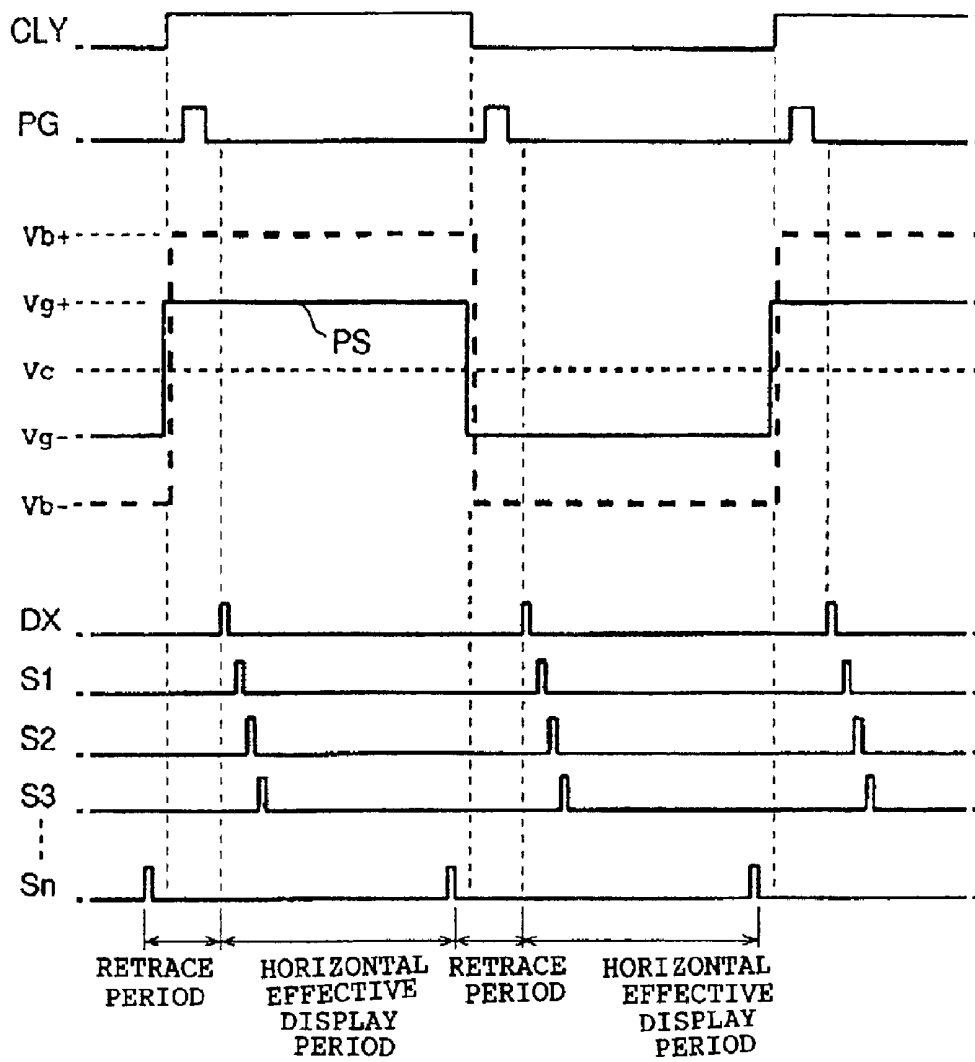 CLY
PG
Vb+
Vg+
PS
Vc
Vg-
Vb-
DX
S1
S2
S3
Sn
RETRACE PERIOD
HORIZONTAL EFFECTIVE DISPLAY PERIOD
RETRACE PERIOD
HORIZONTAL EFFECTIVE DISPLAY PERIOD